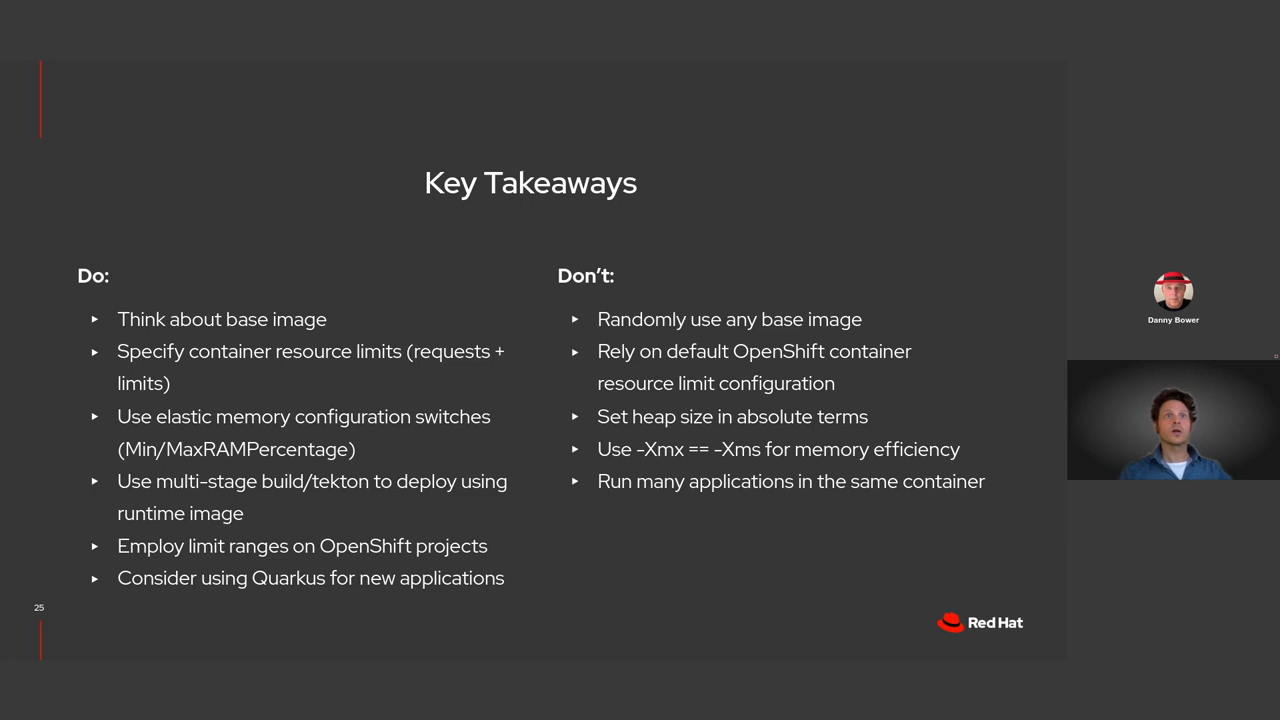 Key Takeaways
Do:
Think about base image
Specify container resource limits (requests +
limits)
Use elastic memory configuration switches
(Min/MaxRAMPercentage)
Use multi-stage build/tekton to deploy using
runtime image
Employ limit ranges on OpenShift projects
Consider using Quarkus for new applications
Don’t:
Randomly use any base image
Rely on default OpenShift container
resource limit configuration
Set heap size in absolute terms
Use -Xmx == -Xms for memory efficiency
Run many applications in the same container
25
Red Hat
Danny Bower